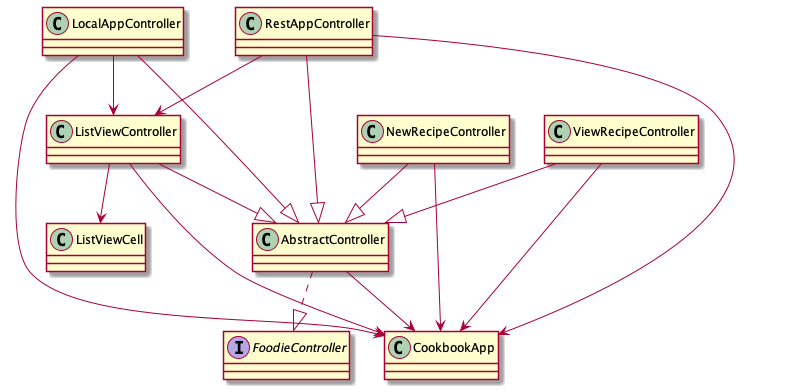 C LocalAppController
C RestAppController
C ListViewController
C NewRecipeController
C ViewRecipeController
C ListViewCell
C AbstractController
I FoodieController
C CookbookApp